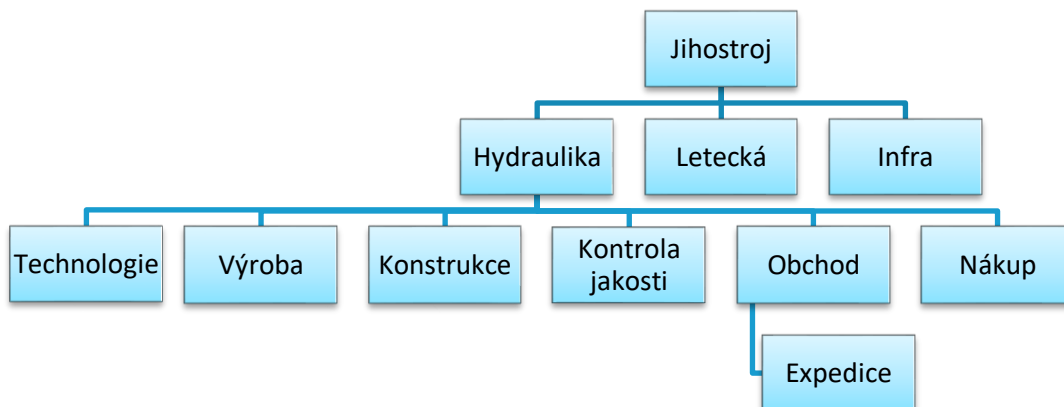 Jihostroj
Hydraulika
Letecká
Infra
Technologie
Výroba
Konstrukce
Kontrola
jakosti
Obchod
Nákup
Expedice